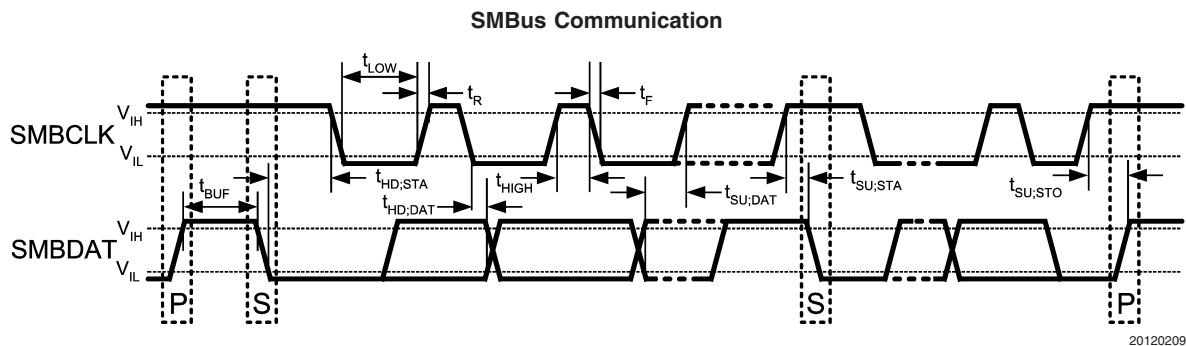 SMBus Communication
tLOW
tR
tF
VIH
SMBCLK
VIL
tHD;STA
tHIGH
tSU;DAT
tSU;STA
tSU;STO
tBUF
tHD;DAT
VIH
SMBDAT
VIL
P
S
S
P
20120209